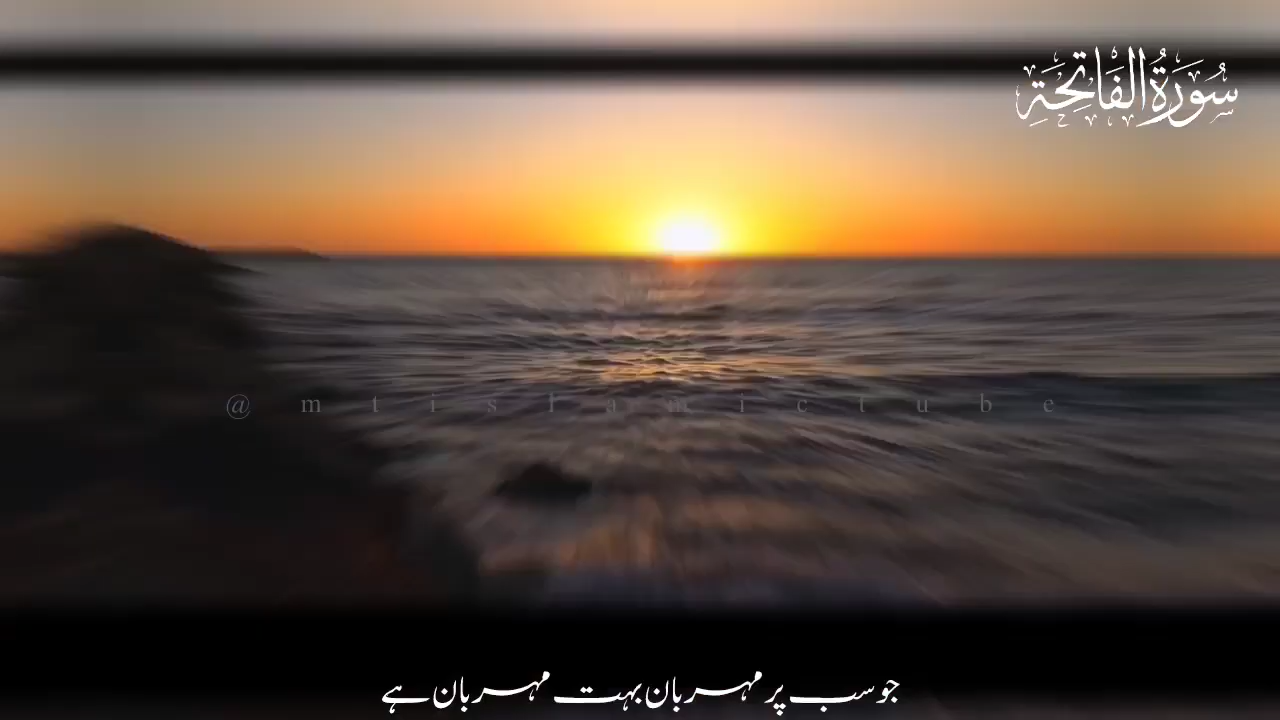 سُورَةُ الفَاتِحَة
@mtislamictube
جو سب پر مہربان بہت مہربان ہے